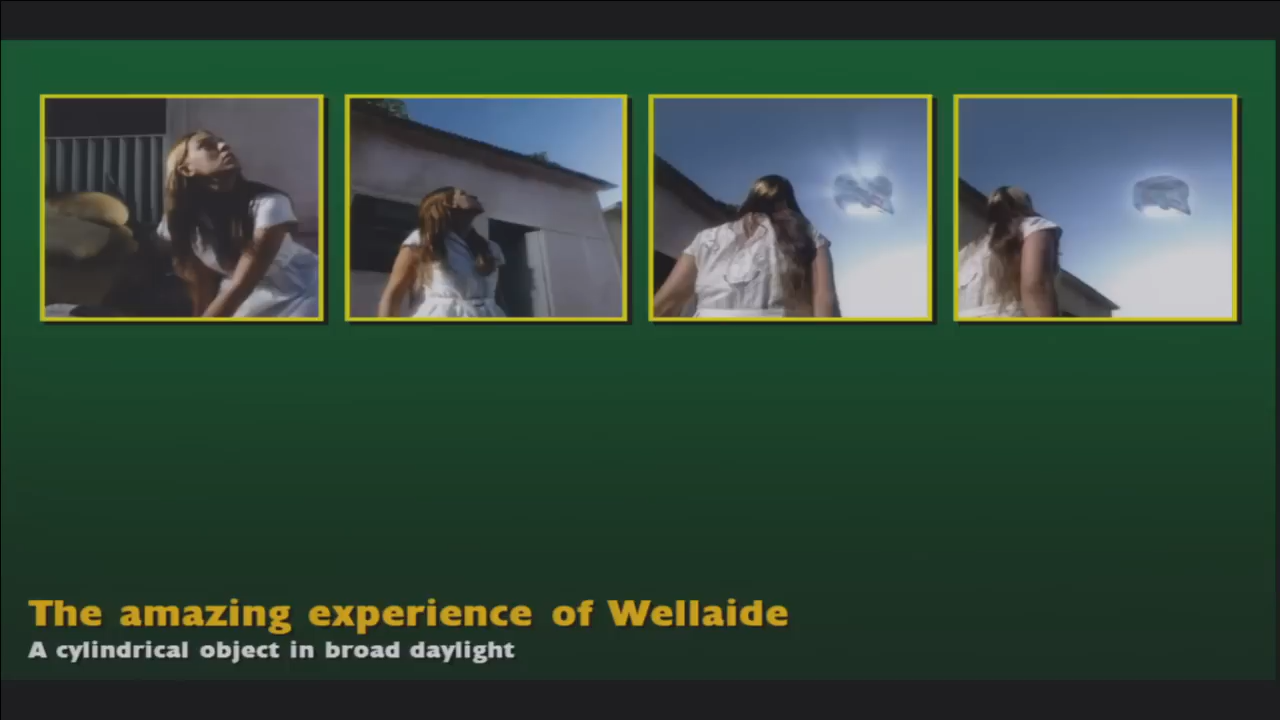 The amazing experience of Wellaide
A cylindrical object in broad daylight